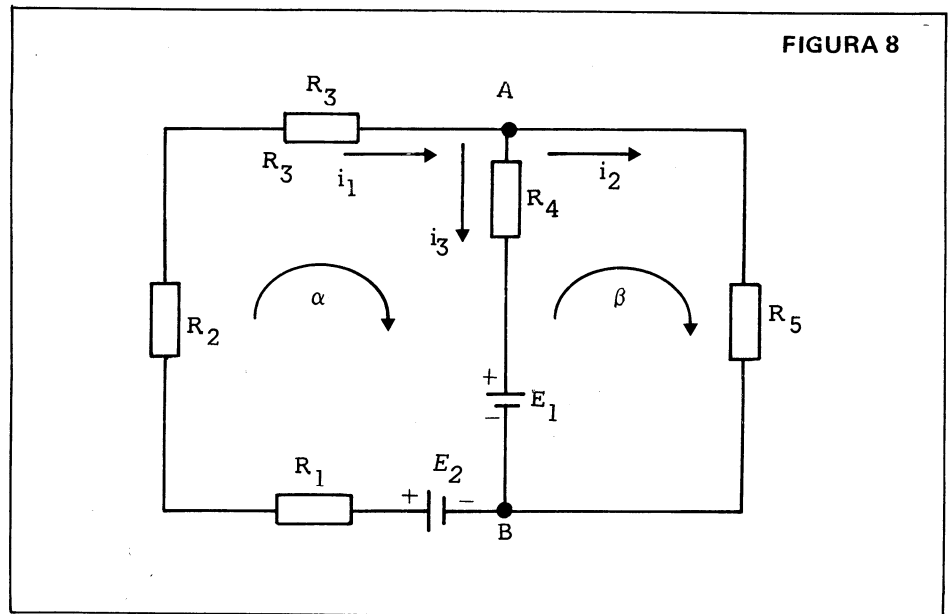 FIGURA 8
R3
A
R3
i1
i2
R4
i3
α
β
R2
R5
+
E1
−
R1
E2
+
−
B